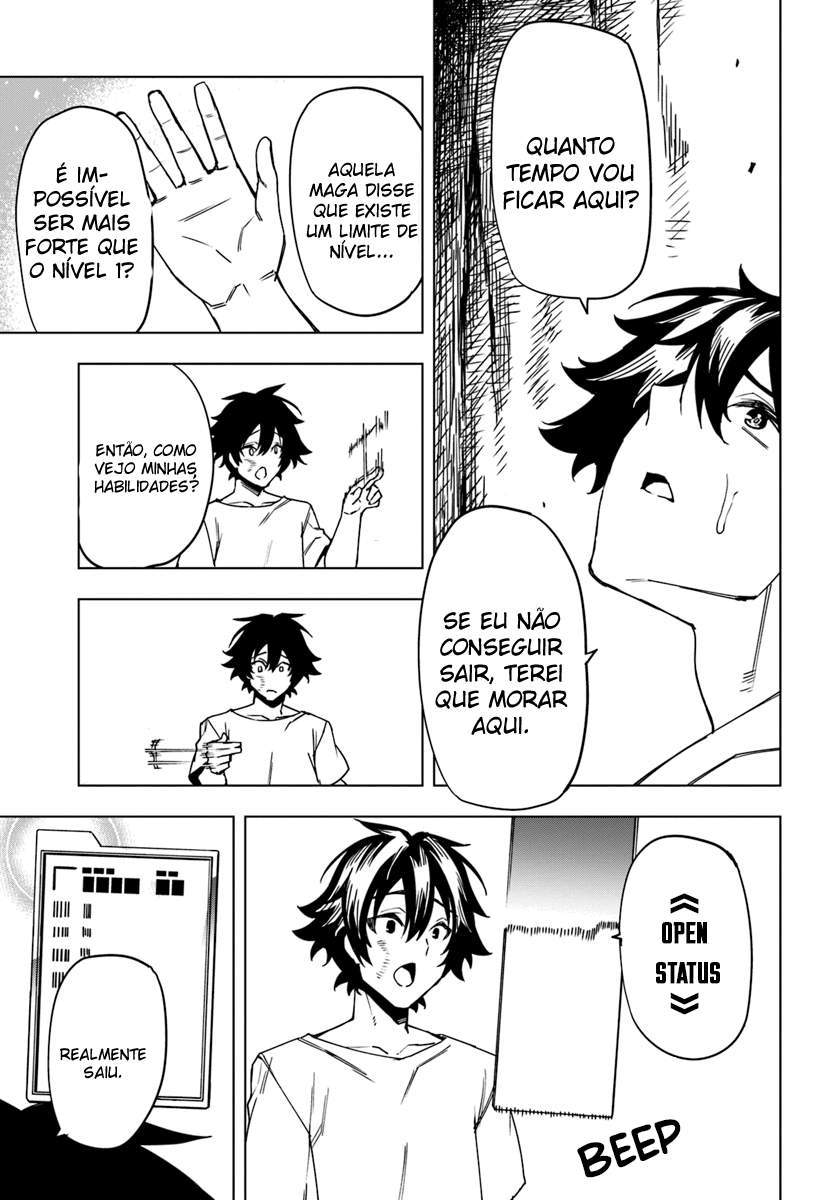 QUANTO
TEMPO VOU
FICAR AQUI?
SE EU NÃO
CONSEGUIR
SAIR, TEREI
QUE MORAR
AQUI.
AQUELA
MAGA DISSE
QUE EXISTE
UM LIMITE DE
NÍVEL...
É IM-
POSSÍVEL
SER MAIS
FORTE QUE
O NÍVEL 1?
ENTÃO, COMO
VEJO MINHAS
HABILIDADES?
《
OPEN
STATUS
》
BEEP
REALMENTE
SAIU.